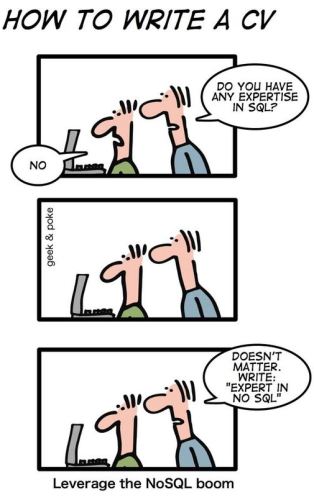 HOW TO WRITE A CV
DO YOU HAVE
ANY EXPERTISE
IN SQL?
NO
geek & poke
DOESN'T
MATTER.
WRITE:
"EXPERT IN
NO SQL"
Leverage the NoSQL boom